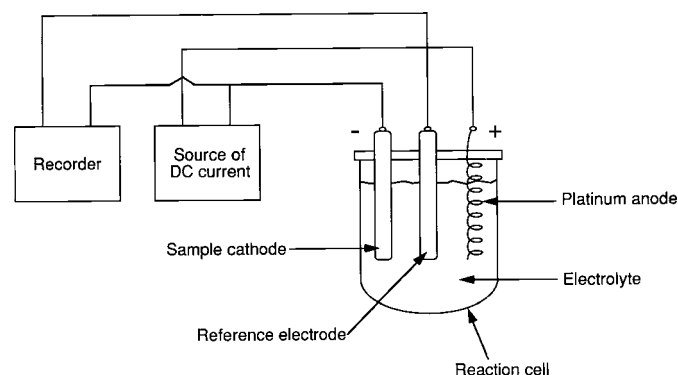 - +
Recorder
Source of
DC current
Platinum anode
Sample cathode
Electrolyte
Reference electrode
Reaction cell